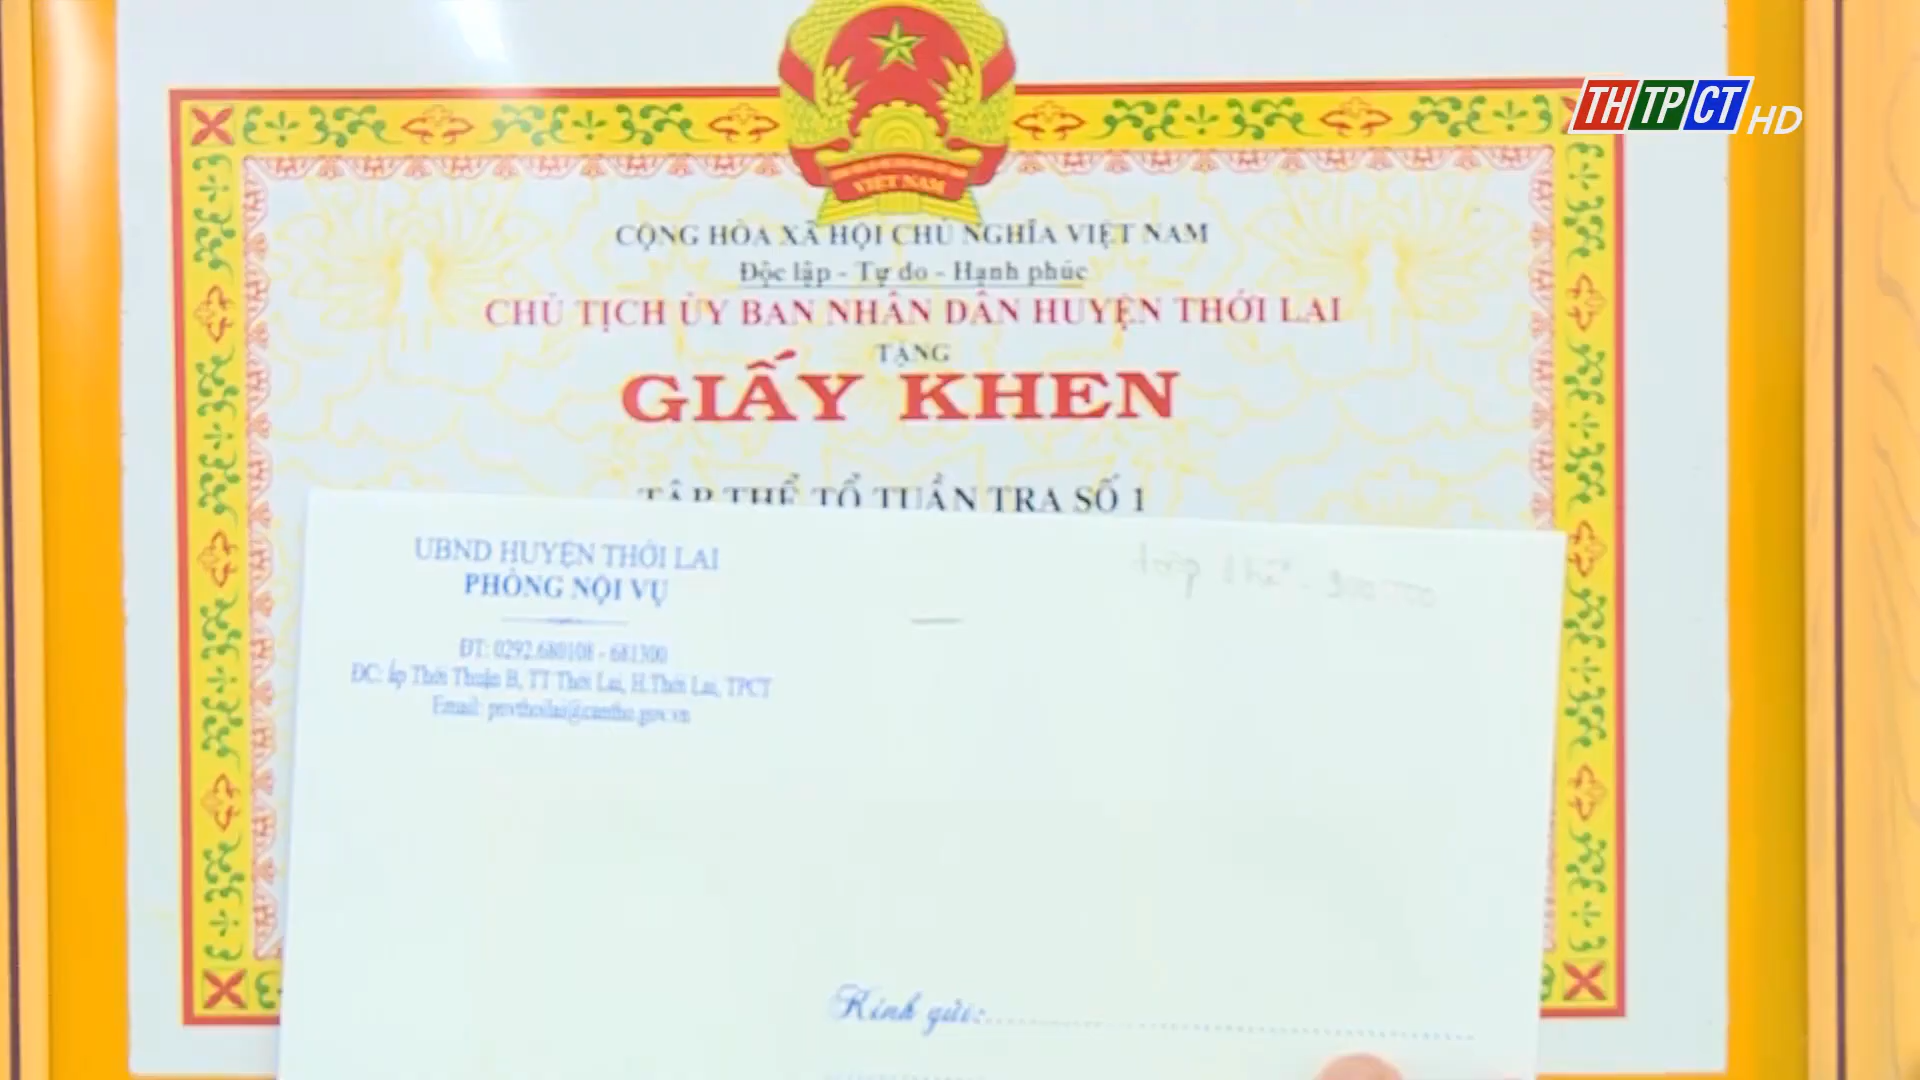 THTPCT HD
VIỆT NAM
CỘNG HÒA XÃ HỘI CHỦ NGHĨA VIỆT NAM
Độc lập - Tự do - Hạnh phúc
CHỦ TỊCH ỦY BAN NHÂN DÂN HUYỆN THỚI LAI
TẶNG
GIẤY KHEN
TẬP THỂ TỔ TUẦN TRA SỐ 1
UBND HUYỆN THỚI LAI
PHÒNG NỘI VỤ
ĐT: 0292.680108 - 681300
ĐC: ấp Thới Thuận B, TT Thới Lai, H.Thới Lai, TPCT
Email: pnvthoilai@cantho.gov.vn
Kính gửi: